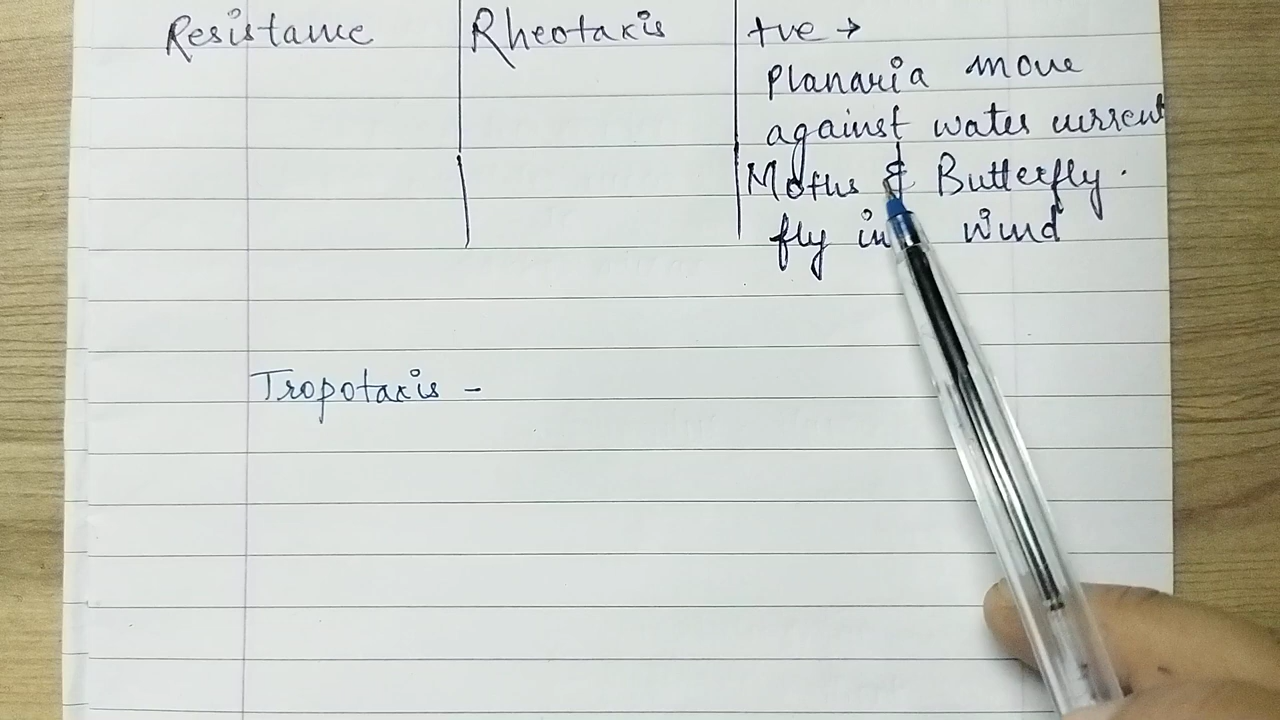 Resistance Rheotaxis +ve →
Planaria move
against water current
Moths & Butterfly.
fly in wind
Tropotaxis -